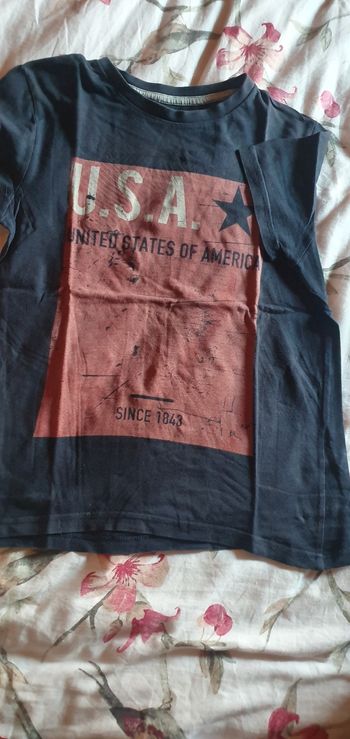 U.S.A.
UNITED STATES OF AMERICA
SINCE 1843